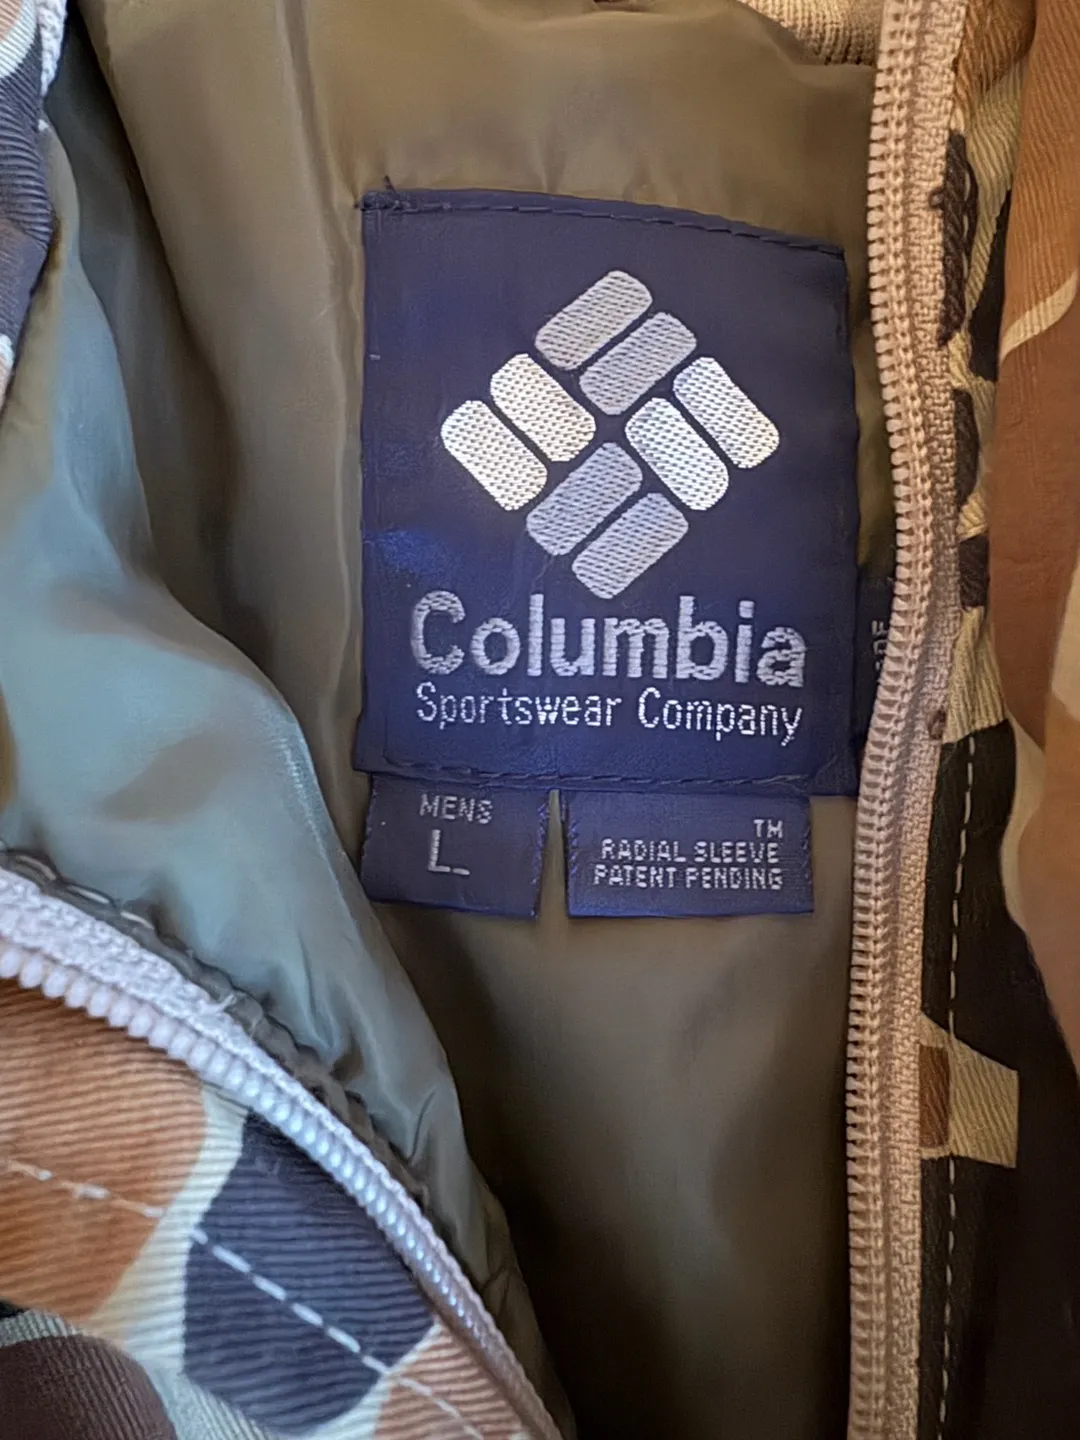 Columbia
Sportswear Company
MENS
L
TM
RADIAL SLEEVE
PATENT PENDING